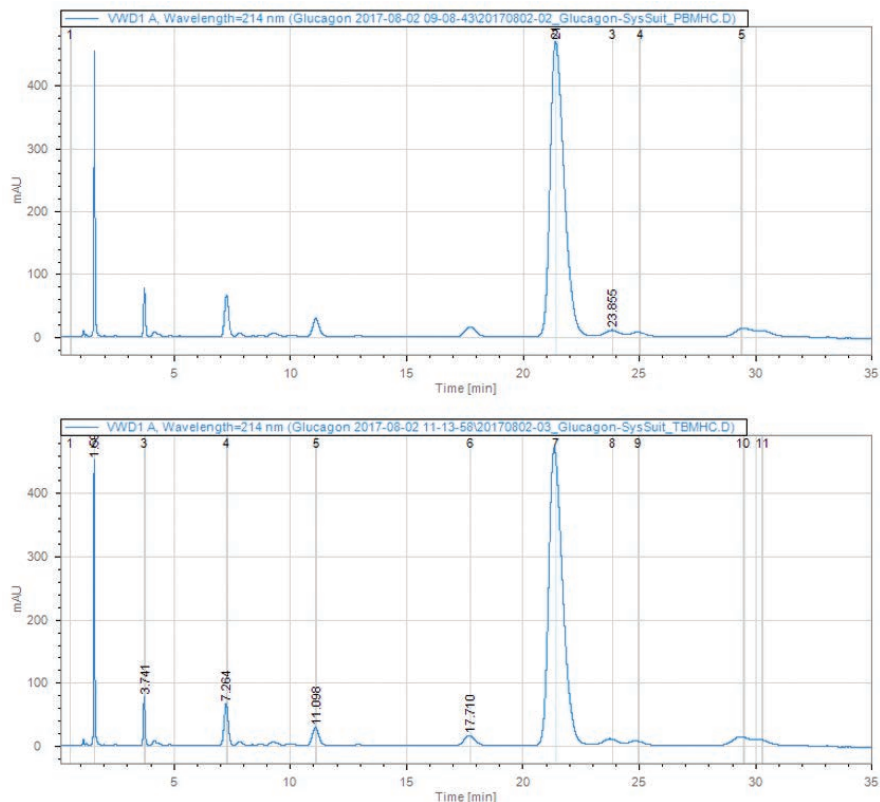 VWD1 A, Wavelength=214 nm (Glucagon 2017-08-02 09-08-43\20170802-02_Glucagon-SysSuit_PBMHC.D)
1 3 4 5
400
300
200
100
0
mAU
23.855
5 10 15 20 25 30 35
Time [min]
VWD1 A, Wavelength=214 nm (Glucagon 2017-08-02 11-13-58\20170802-03_Glucagon-SysSuit_TBMHC.D)
1 3 4 5 6 7 8 9 10 11
400
300
200
100
0
mAU
3.741
7.264
11.098
17.710
5 10 15 20 25 30 35
Time [min]